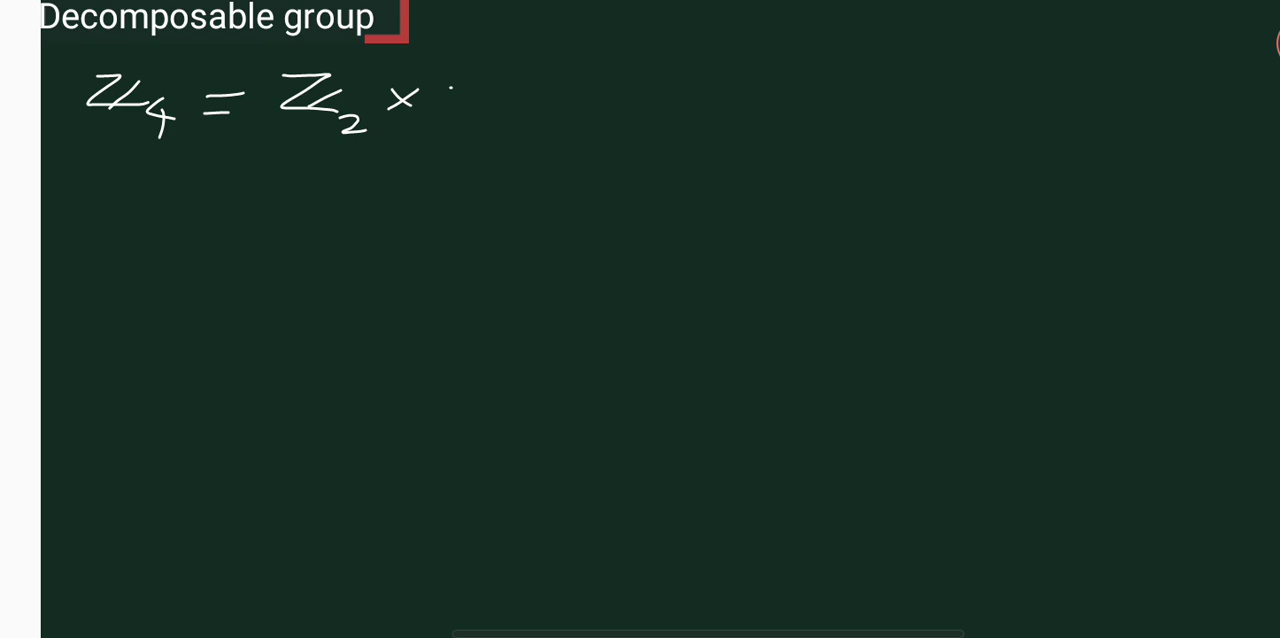 Decomposable group
ℤ₄ = ℤ₂ ×